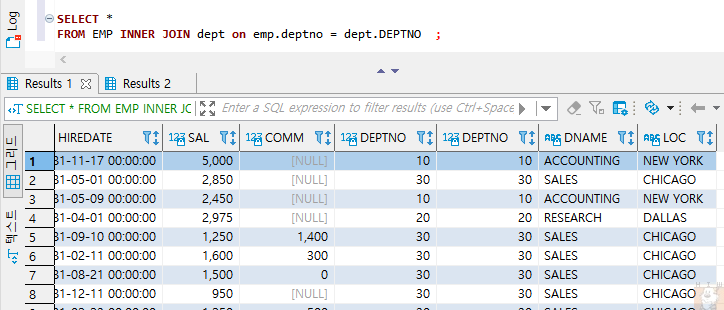 Log
SELECT *
FROM EMP INNER JOIN dept on emp.deptno = dept.DEPTNO ;
Results 1 Results 2
SELECT * FROM EMP INNER JC Enter a SQL expression to filter results (use Ctrl+Space
그리드
텍스트
HIREDATE 123 SAL 123 COMM 123 DEPTNO 123 DEPTNO ABC DNAME ABC LOC
1 81-11-17 00:00:00 5,000 [NULL] 10 10 ACCOUNTING NEW YORK
2 81-05-01 00:00:00 2,850 [NULL] 30 30 SALES CHICAGO
3 81-05-09 00:00:00 2,450 [NULL] 10 10 ACCOUNTING NEW YORK
4 81-04-01 00:00:00 2,975 [NULL] 20 20 RESEARCH DALLAS
5 81-09-10 00:00:00 1,250 1,400 30 30 SALES CHICAGO
6 81-02-11 00:00:00 1,600 300 30 30 SALES CHICAGO
7 81-08-21 00:00:00 1,500 0 30 30 SALES CHICAGO
8 81-12-11 00:00:00 950 [NULL] 30 30 SALES CHICAGO